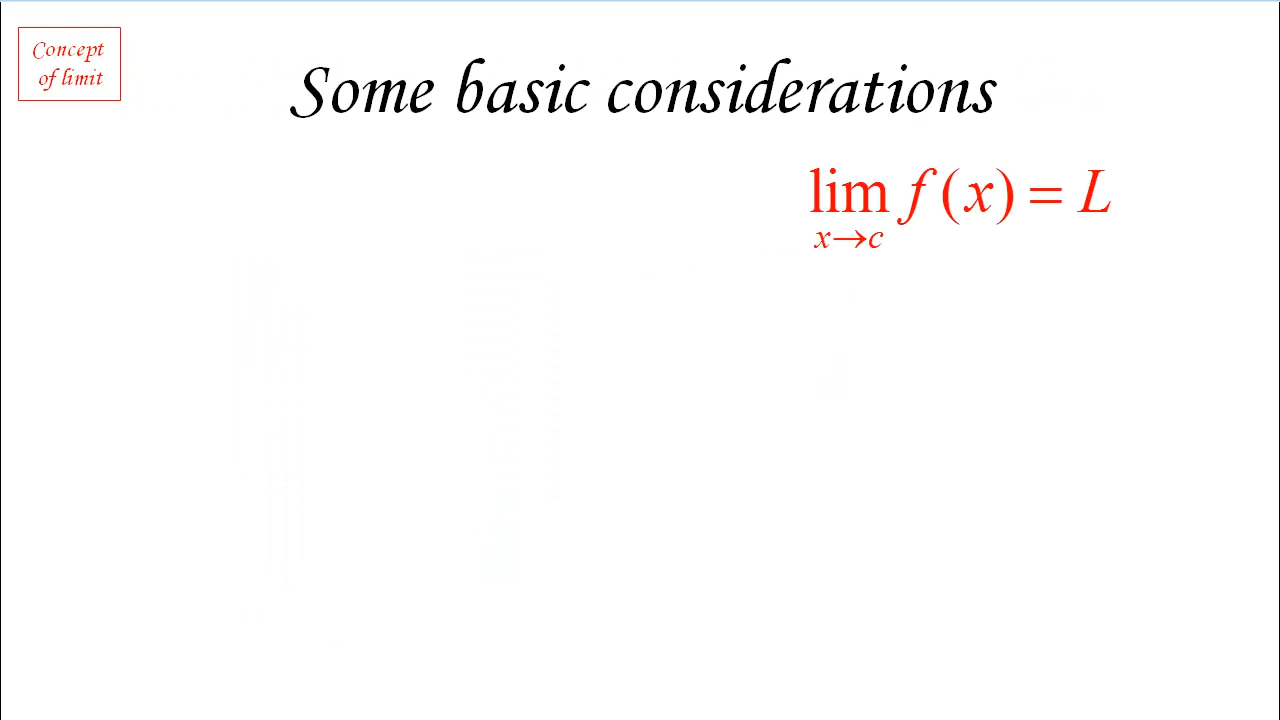 Concept
of limit
Some basic considerations
lim f(x) = L
x→c